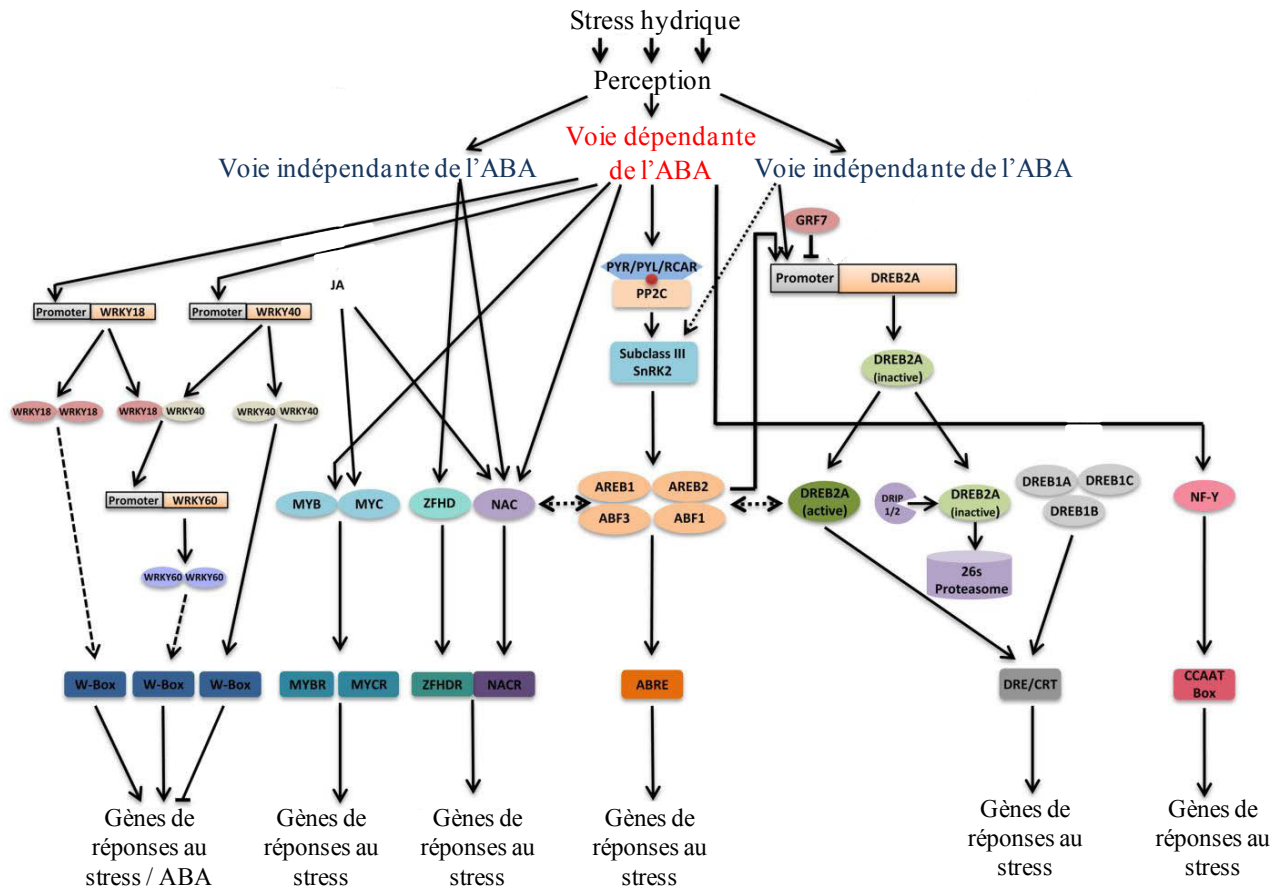 Stress hydrique
Perception
Voie indépendante de l'ABA
Voie dépendante
de l'ABA
Voie indépendante de l'ABA
GRF7
PYR/PYL/RCAR
PP2C
Promoter
DREB2A
JA
Promoter
WRKY18
Promoter
WRKY40
Subclass III
SnRK2
DREB2A
(inactive)
WRKY18
WRKY18
WRKY18
WRKY40
WRKY40
WRKY40
Promoter
WRKY60
WRKY60
WRKY60
MYB
MYC
ZFHD
NAC
AREB1
AREB2
ABF3
ABF1
DREB2A
(active)
DRIP
1/2
DREB2A
(inactive)
26s
Proteasome
DREB1A
DREB1C
DREB1B
NF-Y
W-Box
W-Box
W-Box
MYBR
MYCR
ZFHDR
NACR
ABRE
DRE/CRT
CCAAT
Box
Gènes de
réponses au
stress / ABA
Gènes de
réponses au
stress
Gènes de
réponses au
stress
Gènes de
réponses au
stress
Gènes de
réponses au
stress
Gènes de
réponses au
stress